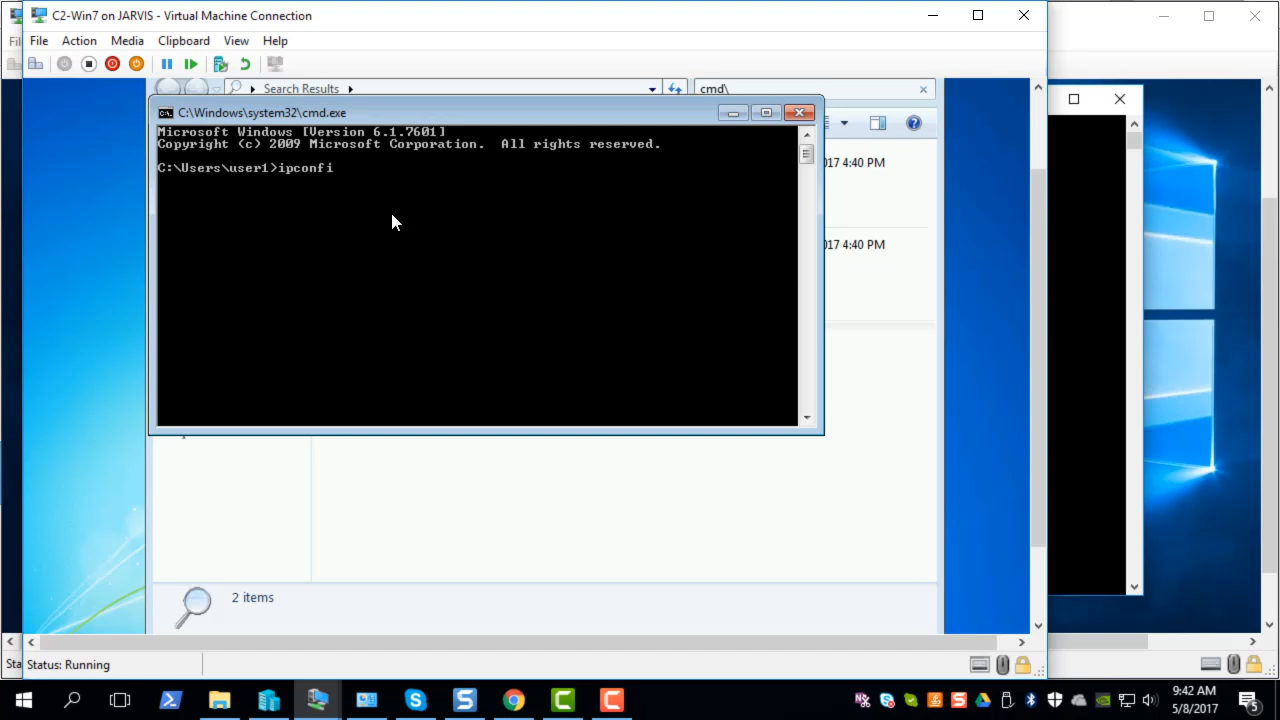 C2-Win7 on JARVIS - Virtual Machine Connection
File Action Media Clipboard View Help
Search Results
cmd\
C:\Windows\system32\cmd.exe
Microsoft Windows [Version 6.1.7601]
Copyright (c) 2009 Microsoft Corporation. All rights reserved.
C:\Users\user1>ipconfi
017 4:40 PM
017 4:40 PM
2 items
Status: Running
9:42 AM
5/8/2017
5